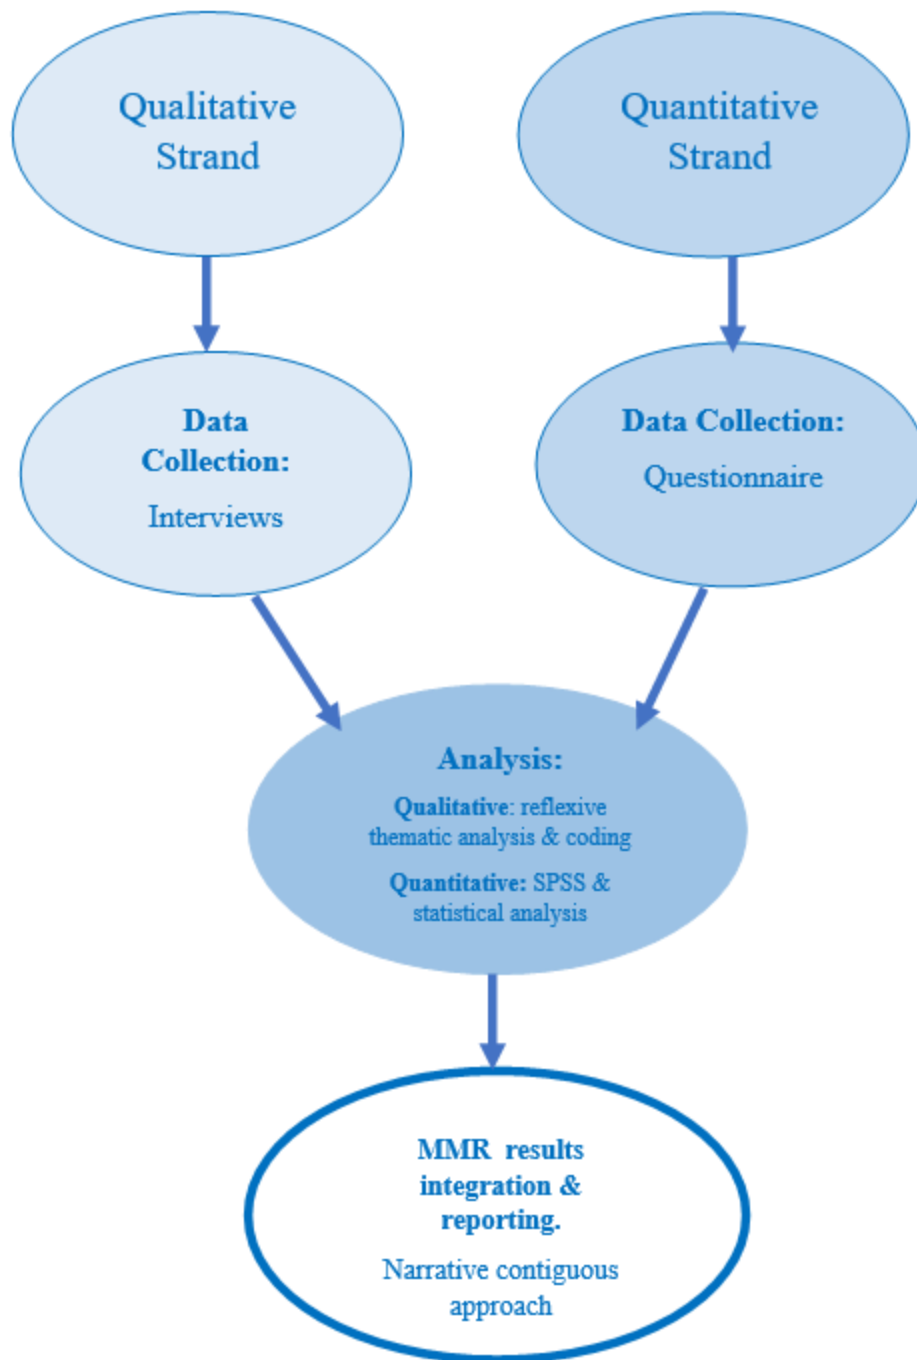 Qualitative
Strand
Quantitative
Strand
Data
Collection:
Interviews
Data Collection:
Questionnaire
Analysis:
Qualitative: reflexive
thematic analysis & coding
Quantitative: SPSS &
statistical analysis
MMR results
integration &
reporting.
Narrative contiguous
approach